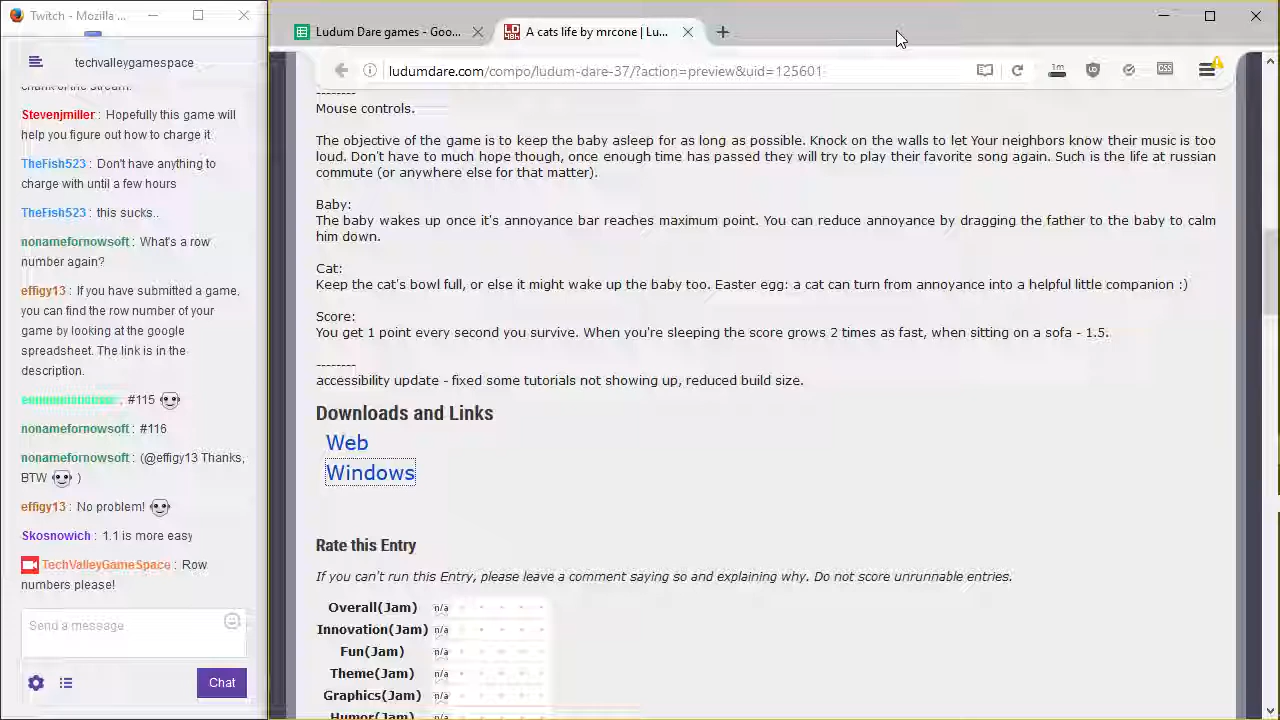 Twitch - Mozilla ...
techvalleygamespace
chunk of the stream.
Stevenjmiller : Hopefully this game will
help you figure out how to charge it
TheFish523 : Don't have anything to
charge with until a few hours
TheFish523 : this sucks..
nonamefornowsoft : What's a row
number again?
effigy13 : If you have submitted a game,
you can find the row number of your
game by looking at the google
spreadsheet. The link is in the
description.
#115
nonamefornowsoft : #116
nonamefornowsoft : (@effigy13 Thanks,
BTW )
effigy13 : No problem!
Skosnowich : 1.1 is more easy
TechValleyGameSpace : Row
numbers please!
Send a message
Chat
Ludum Dare games - Goo...
A cats life by mrcone | Lu...
ludumdare.com/compo/ludum-dare-37/?action=preview&uid=125601
--------
Mouse controls.
The objective of the game is to keep the baby asleep for as long as possible. Knock on the walls to let Your neighbors know their music is too
loud. Don't have to much hope though, once enough time has passed they will try to play their favorite song again. Such is the life at russian
commute (or anywhere else for that matter).
Baby:
The baby wakes up once it's annoyance bar reaches maximum point. You can reduce annoyance by dragging the father to the baby to calm
him down.
Cat:
Keep the cat's bowl full, or else it might wake up the baby too. Easter egg: a cat can turn from annoyance into a helpful little companion :)
Score:
You get 1 point every second you survive. When you're sleeping the score grows 2 times as fast, when sitting on a sofa - 1.5.
--------
accessibility update - fixed some tutorials not showing up, reduced build size.
Downloads and Links
Web
Windows
Rate this Entry
If you can't run this Entry, please leave a comment saying so and explaining why. Do not score unrunnable entries.
Overall(Jam) n/a
Innovation(Jam) n/a
Fun(Jam) n/a
Theme(Jam) n/a
Graphics(Jam) n/a
Humor(Jam) n/a